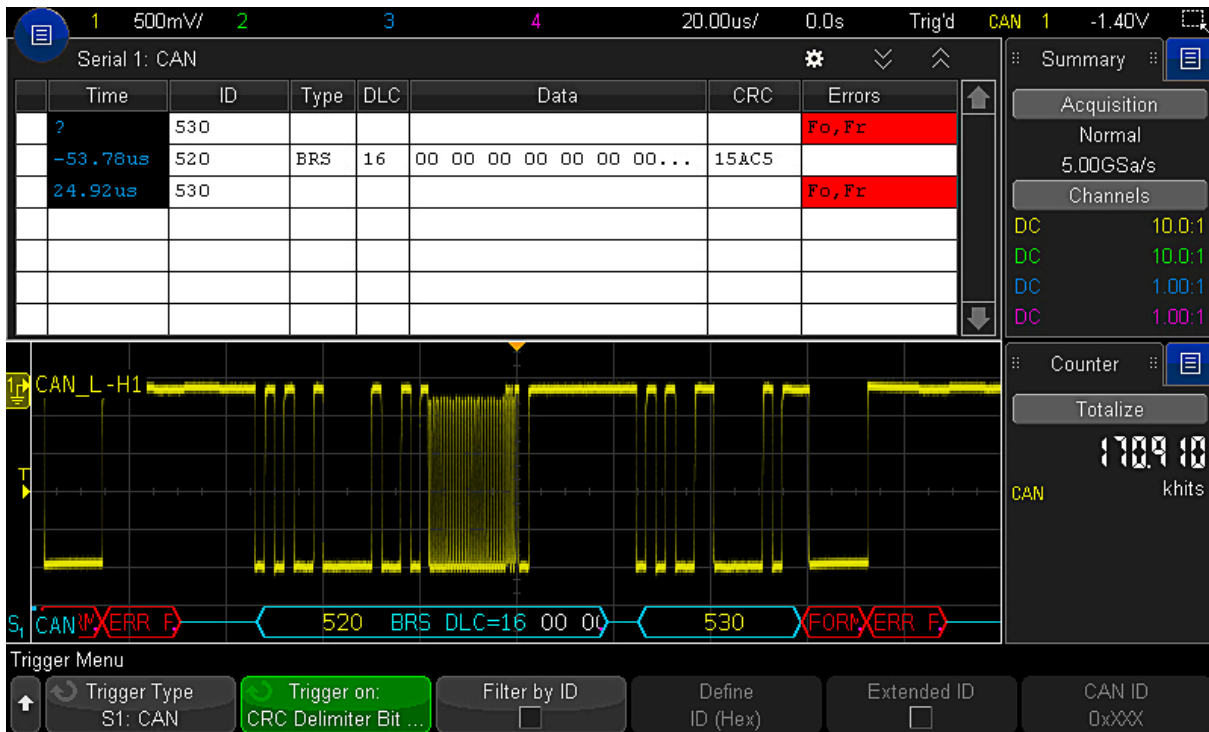 1 500mV/ 2 3 4 20.00us/ 0.0s Trig'd CAN 1 -1.40V
Serial 1: CAN
Time ID Type DLC Data CRC Errors
? 530 Fo,Fr
-53.78us 520 BRS 16 00 00 00 00 00 00 00... 15AC5
24.92us 530 Fo,Fr
Summary
Acquisition
Normal
5.00GSa/s
Channels
DC 10.0:1
DC 10.0:1
DC 1.00:1
DC 1.00:1
CAN_L-H1
T
Counter
Totalize
170.910
CAN khits
S1 CAN ERR F 520 BRS DLC=16 00 530 FORM ERR F
Trigger Menu
Trigger Type
S1: CAN
Trigger on:
CRC Delimiter Bit ...
Filter by ID
Define
ID (Hex)
Extended ID
CAN ID
0xXXX